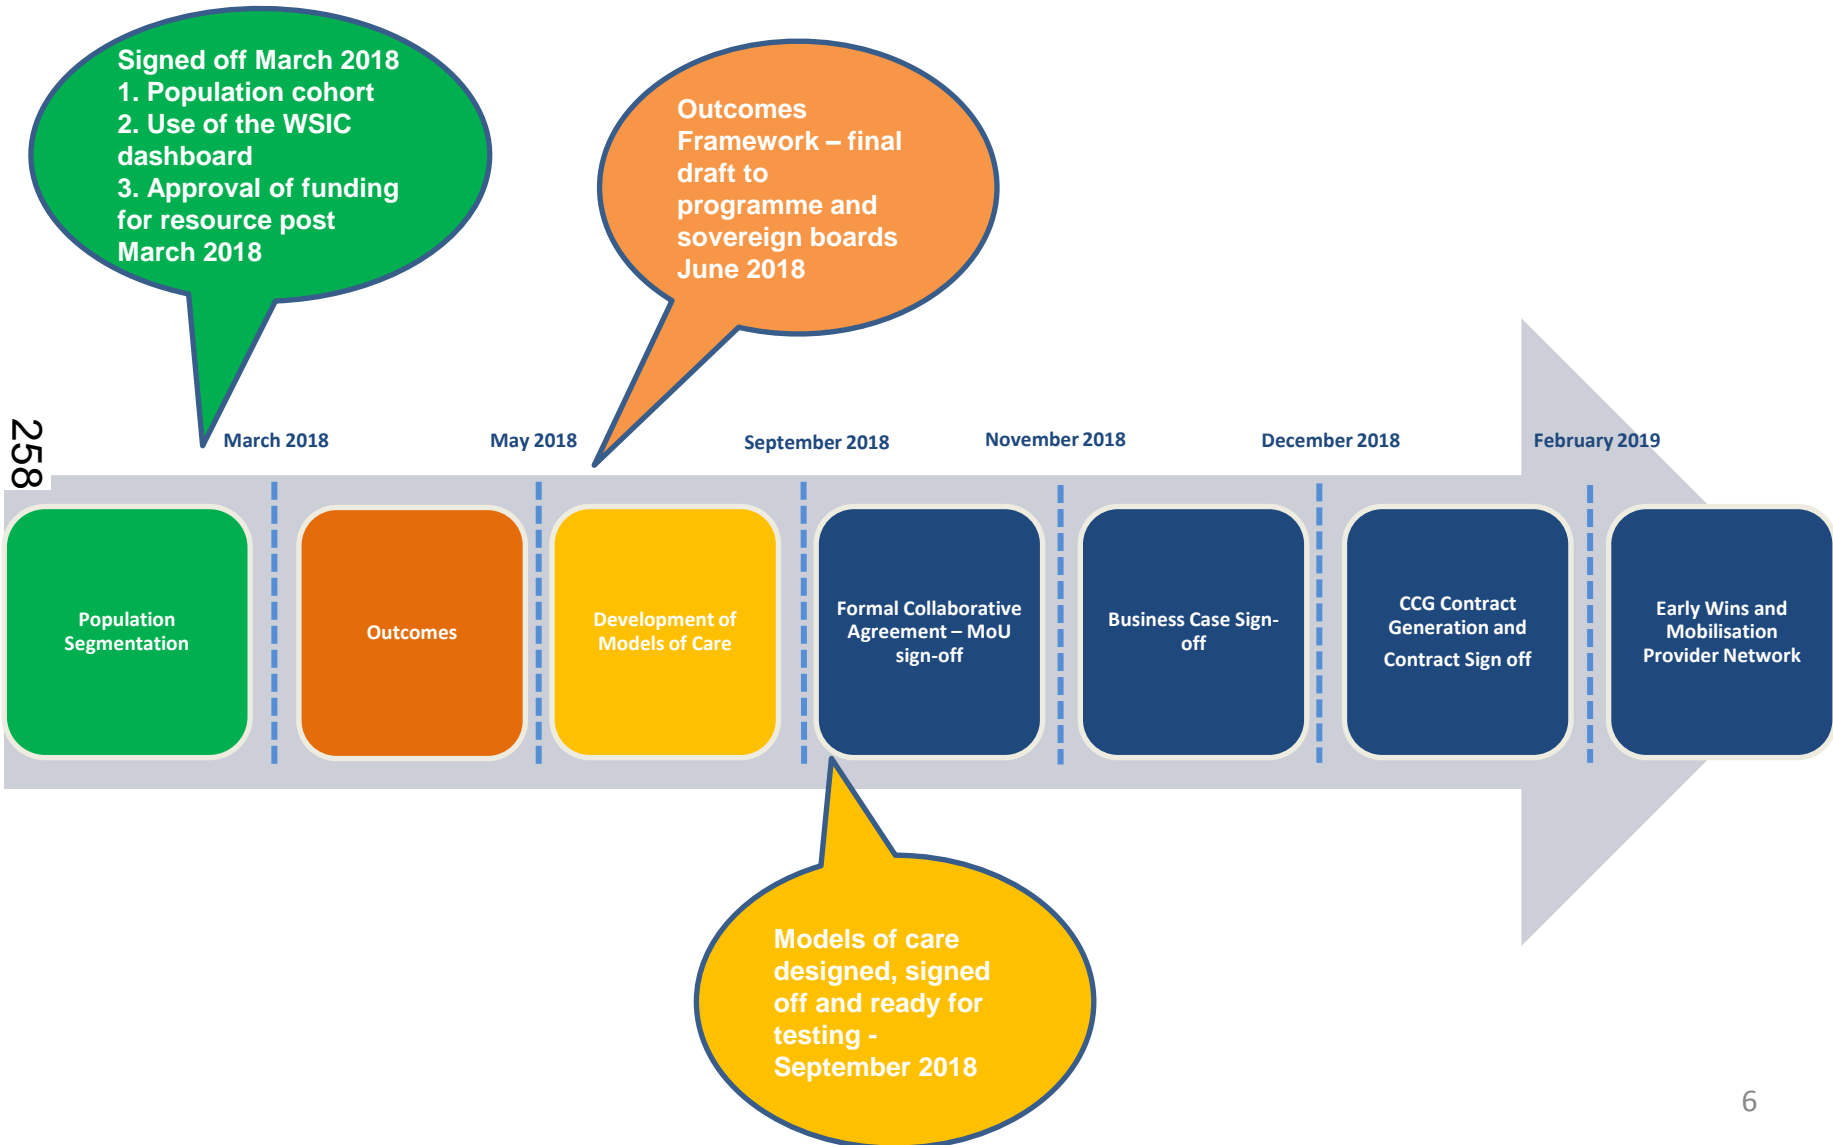 Signed off March 2018
1. Population cohort
2. Use of the WSIC
dashboard
3. Approval of funding
for resource post
March 2018
Outcomes
Framework – final
draft to
programme and
sovereign boards
June 2018
258
March 2018
May 2018
September 2018
November 2018
December 2018
February 2019
Population
Segmentation
Outcomes
Development of
Models of Care
Formal Collaborative
Agreement – MoU
sign-off
Business Case Sign-
off
CCG Contract
Generation and
Contract Sign off
Early Wins and
Mobilisation
Provider Network
Models of care
designed, signed
off and ready for
testing -
September 2018
6